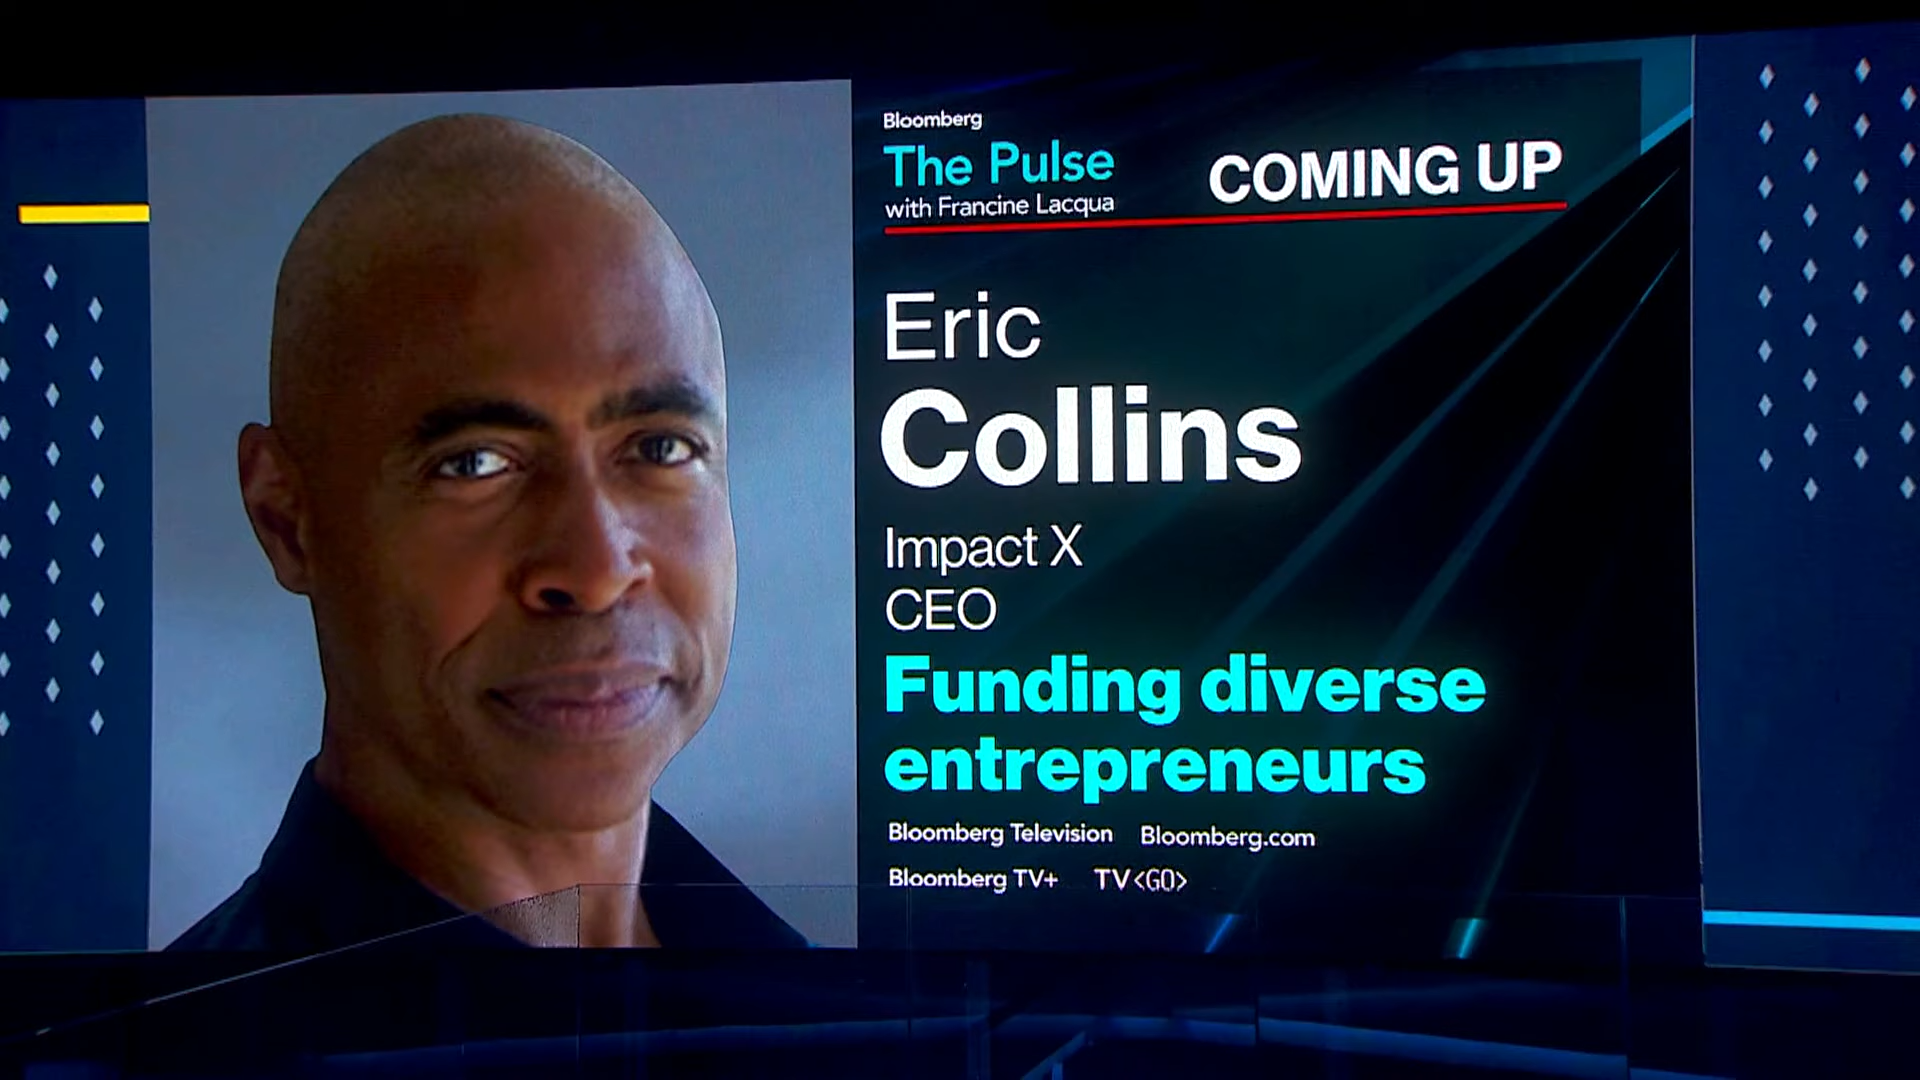 Bloomberg
The Pulse
with Francine Lacqua
COMING UP
Eric
Collins
Impact X
CEO
Funding diverse
entrepreneurs
Bloomberg Television Bloomberg.com
Bloomberg TV+ TV<GO>